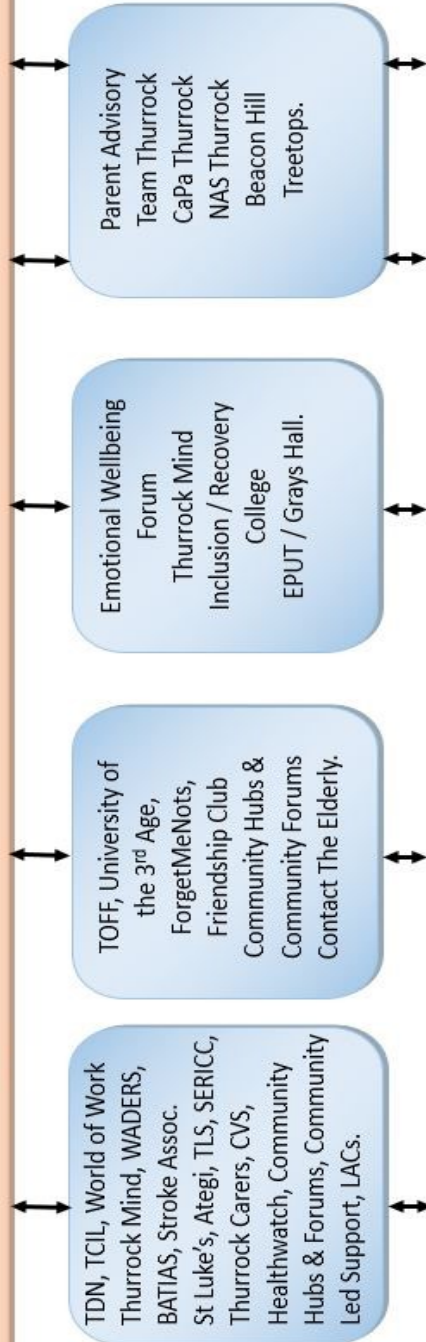 TDN, TCIL, World of Work
Thurrock Mind, WADERS,
BATIAS, Stroke Assoc.
St Luke's, Ategi, TLS, SERICC,
Thurrock Carers, CVS,
Healthwatch, Community
Hubs & Forums, Community
Led Support, LACs.
TOFF, University of
the 3rd Age,
ForgetMeNots,
Friendship Club
Community Hubs &
Community Forums
Contact The Elderly.
Emotional Wellbeing
Forum
Thurrock Mind
Inclusion / Recovery
College
EPUT / Grays Hall.
Parent Advisory
Team Thurrock
CaPa Thurrock
NAS Thurrock
Beacon Hill
Treetops.